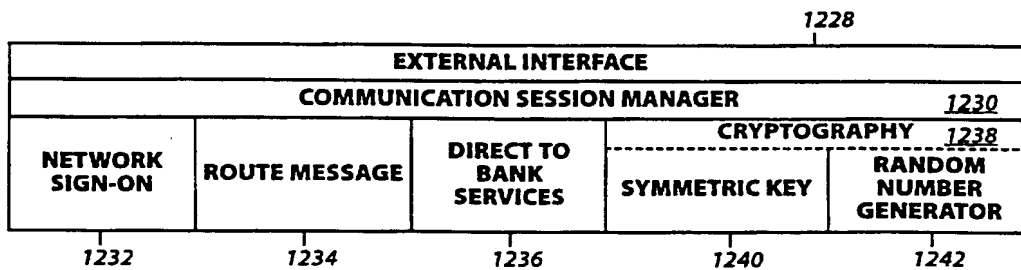 1228
EXTERNAL INTERFACE
COMMUNICATION SESSION MANAGER 1230
CRYPTOGRAPHY 1238
NETWORK
SIGN-ON
ROUTE MESSAGE
DIRECT TO
BANK
SERVICES
SYMMETRIC KEY
RANDOM
NUMBER
GENERATOR
1232 1234 1236 1240 1242